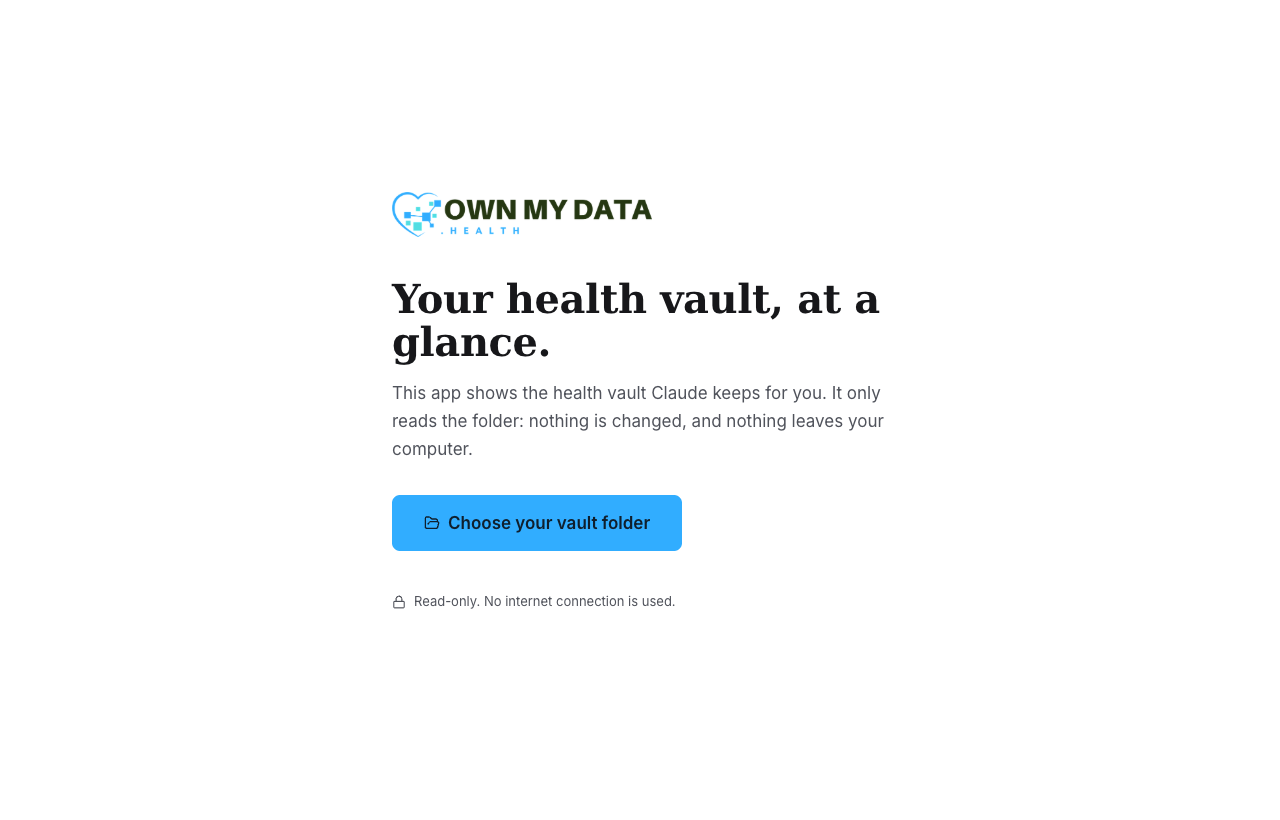 OWN MY DATA
.HEALTH
Your health vault, at a
glance.
This app shows the health vault Claude keeps for you. It only
reads the folder: nothing is changed, and nothing leaves your
computer.
Choose your vault folder
Read-only. No internet connection is used.